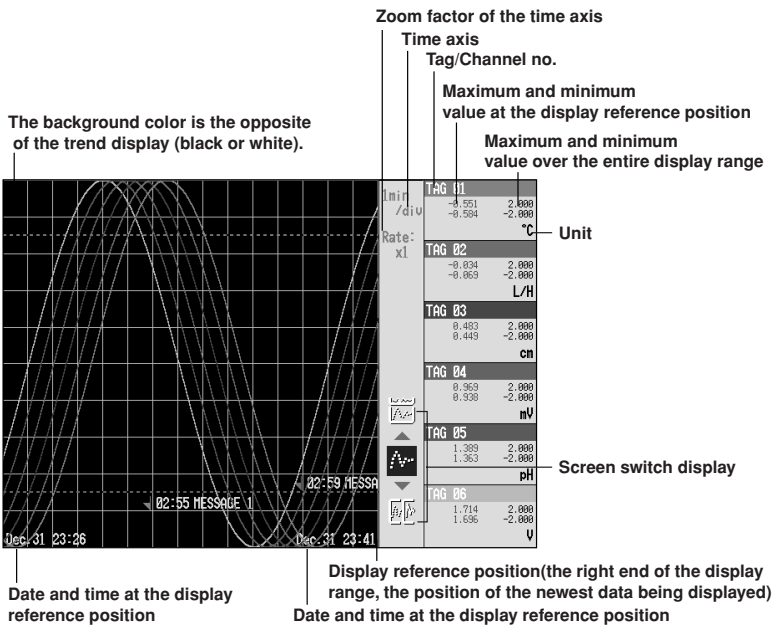 Zoom factor of the time axis
Time axis
Tag/Channel no.
Maximum and minimum
value at the display reference position
The background color is the opposite
of the trend display (black or white).
Maximum and minimum
value over the entire display range
1min
/div
Rate:
x1
TAG 01
-0.551 2.000
-0.584 -2.000
°C
Unit
TAG 02
-0.034 2.000
-0.069 -2.000
L/H
TAG 03
0.483 2.000
0.449 -2.000
cm
TAG 04
0.969 2.000
0.938 -2.000
mV
TAG 05
1.389 2.000
1.363 -2.000
pH
Screen switch display
TAG 06
1.714 2.000
1.696 -2.000
V
02:59 MESSA
02:55 MESSAGE 1
Dec.31 23:26
Dec.31 23:41
Display reference position(the right end of the display
range, the position of the newest data being displayed)
Date and time at the display
reference position
Date and time at the display reference position